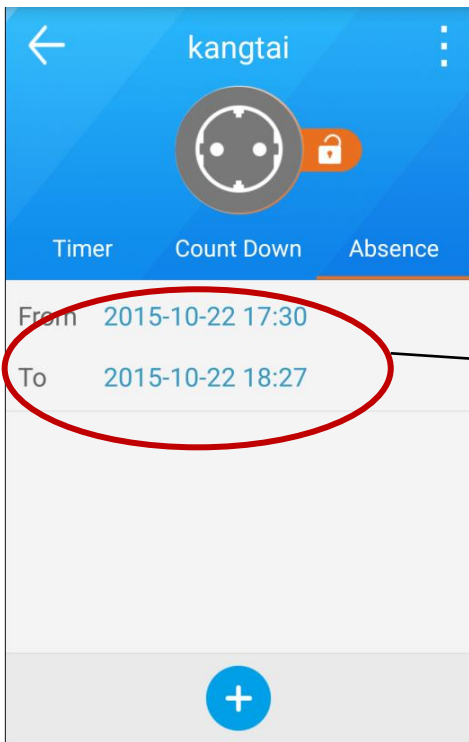 kangtai
Timer Count Down Absence
From 2015-10-22 17:30
To 2015-10-22 18:27